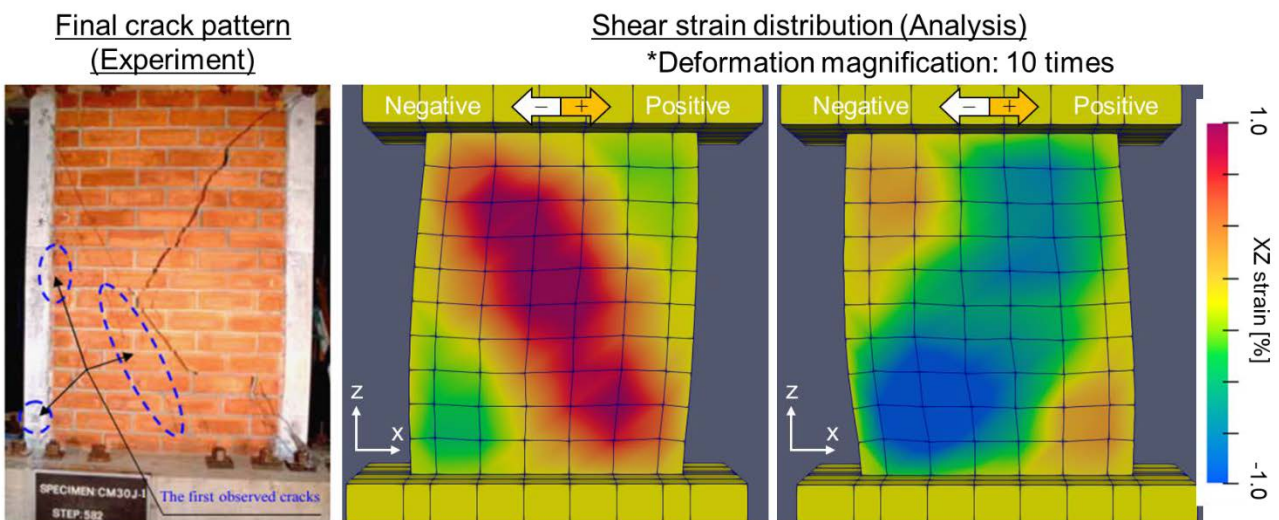 Final crack pattern
(Experiment)
Shear strain distribution (Analysis)
*Deformation magnification: 10 times
Negative
−
+
Positive
Negative
−
+
Positive
1.0
XZ strain [%]
-1.0
z
x
z
x
The first observed cracks
SPECIMEN:CM30J-1
STEP:582